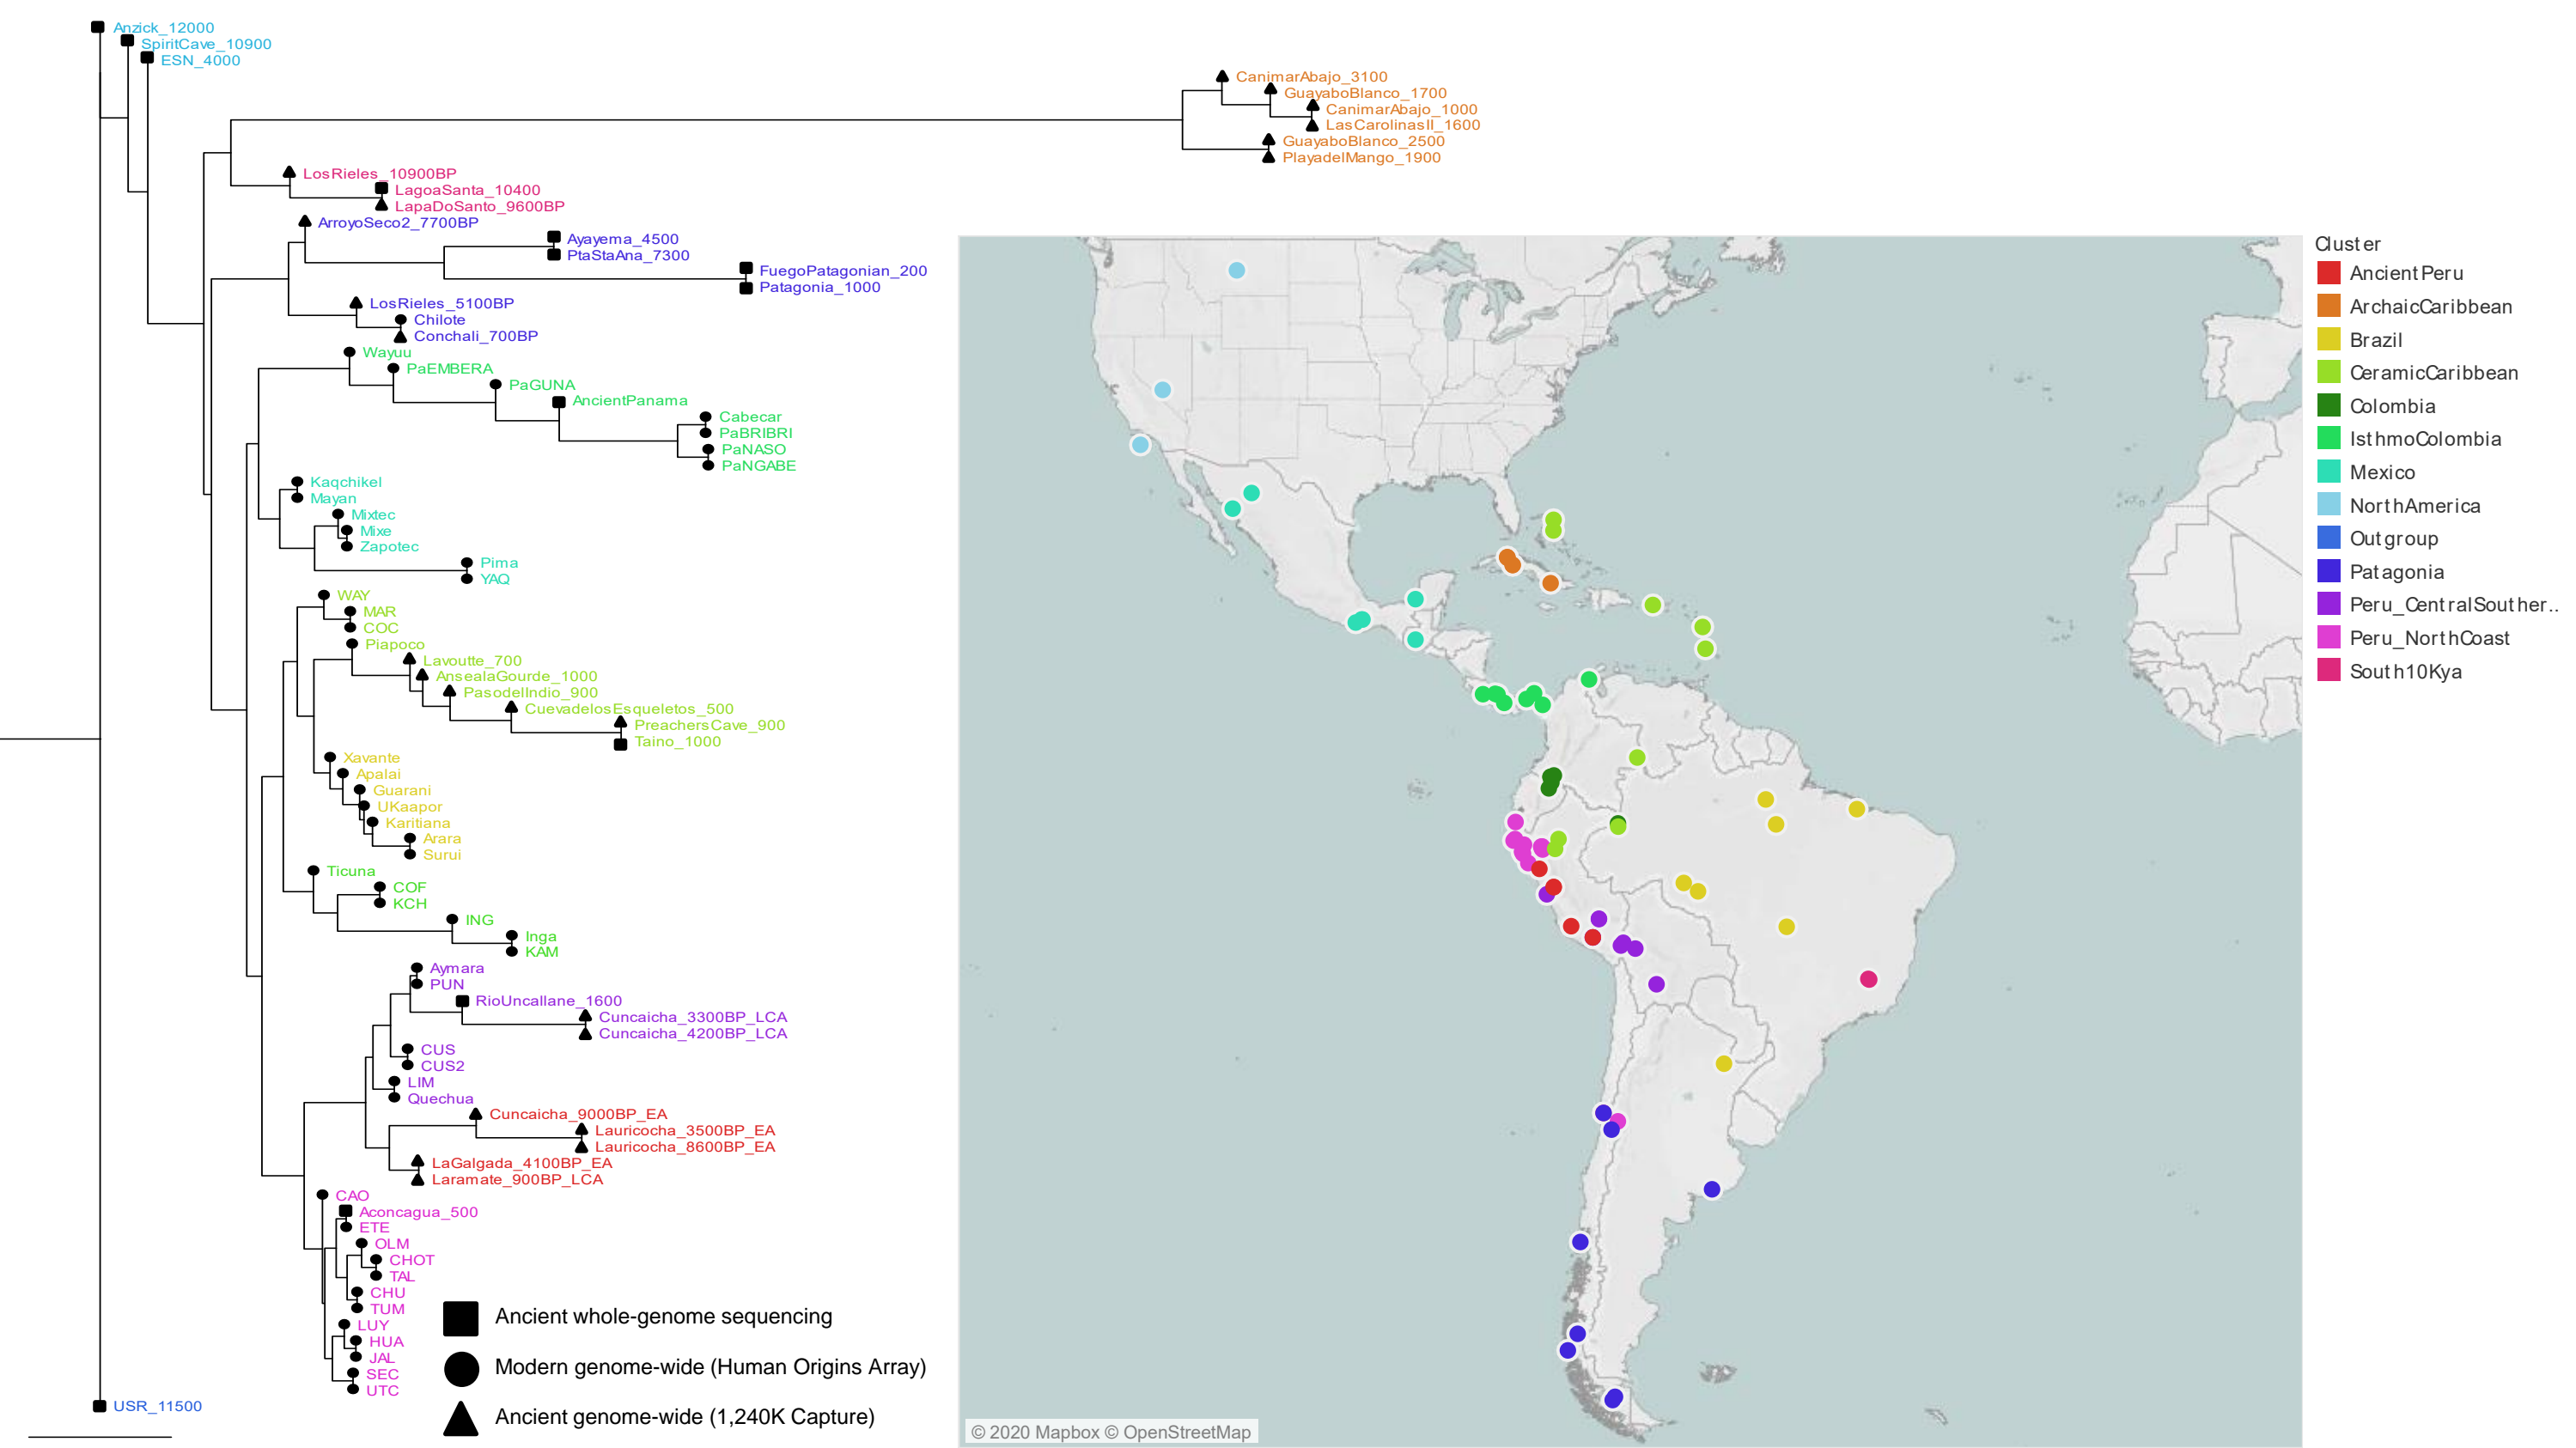 Anzick_12000
SpiritCave_10900
ESN_4000
CanimarAbajo_3100
GuayaboBlanco_1700
CanimarAbajo_1000
LasCarolinasII_1600
GuayaboBlanco_2500
PlayadelMango_1900
LosRieles_10900BP
LagoaSanta_10400
LapaDoSanto_9600BP
ArroyoSeco2_7700BP
Ayayema_4500
PtaStaAna_7300
FuegoPatagonian_200
Patagonia_1000
LosRieles_5100BP
Chilote
Conchali_700BP
Wayuu
PaEMBERA
PaGUNA
AncientPanama
Cabecar
PaBRIBRI
PaNASO
PaNGABE
Kaqchikel
Mayan
Mixtec
Mixe
Zapotec
Pima
YAQ
WAY
MAR
COC
Piapoco
Lavoutte_700
AnsealaGourde_1000
PasodelIndio_900
CuevadelosEsqueletos_500
PreachersCave_900
Taino_1000
Xavante
Apalai
Guarani
UKaapor
Karitiana
Arara
Surui
Ticuna
COF
KCH
ING
Inga
KAM
Aymara
PUN
RioUncallane_1600
Cuncaicha_3300BP_LCA
Cuncaicha_4200BP_LCA
CUS
CUS2
LIM
Quechua
Cuncaicha_9000BP_EA
Lauricocha_3500BP_EA
Lauricocha_8600BP_EA
LaGalgada_4100BP_EA
Laramate_900BP_LCA
CAO
Aconcagua_500
ETE
OLM
CHOT
TAL
CHU
TUM
LUY
HUA
JAL
SEC
UTC
USR_11500
Ancient whole-genome sequencing
Modern genome-wide (Human Origins Array)
Ancient genome-wide (1,240K Capture)
© 2020 Mapbox © OpenStreetMap
Cluster
AncientPeru
ArchaicCaribbean
Brazil
CeramicCaribbean
Colombia
IsthmoColombia
Mexico
NorthAmerica
Outgroup
Patagonia
Peru_CentralSouther..
Peru_NorthCoast
South10Kya